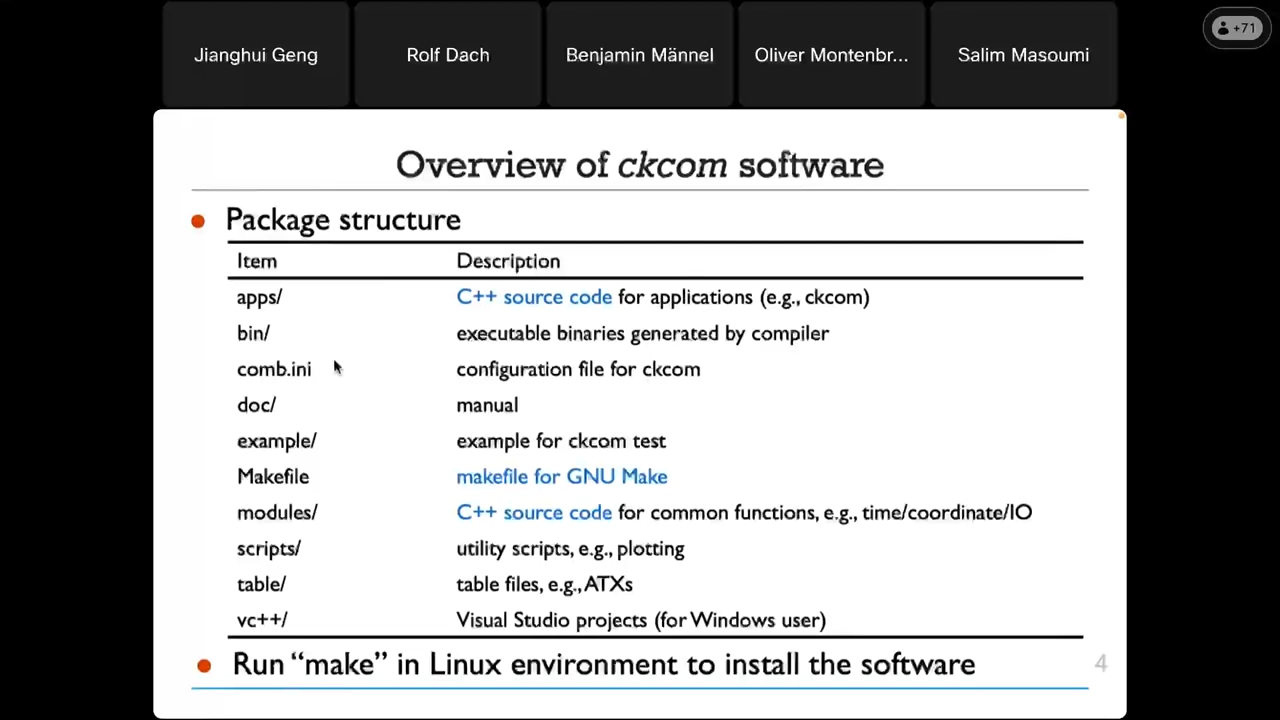 Jianghui Geng
Rolf Dach
Benjamin Männel
Oliver Montenbr...
Salim Masoumi
+71
Overview of ckcom software
Package structure
Item Description
apps/ C++ source code for applications (e.g., ckcom)
bin/ executable binaries generated by compiler
comb.ini configuration file for ckcom
doc/ manual
example/ example for ckcom test
Makefile makefile for GNU Make
modules/ C++ source code for common functions, e.g., time/coordinate/IO
scripts/ utility scripts, e.g., plotting
table/ table files, e.g., ATXs
vc++/ Visual Studio projects (for Windows user)
Run “make” in Linux environment to install the software
4